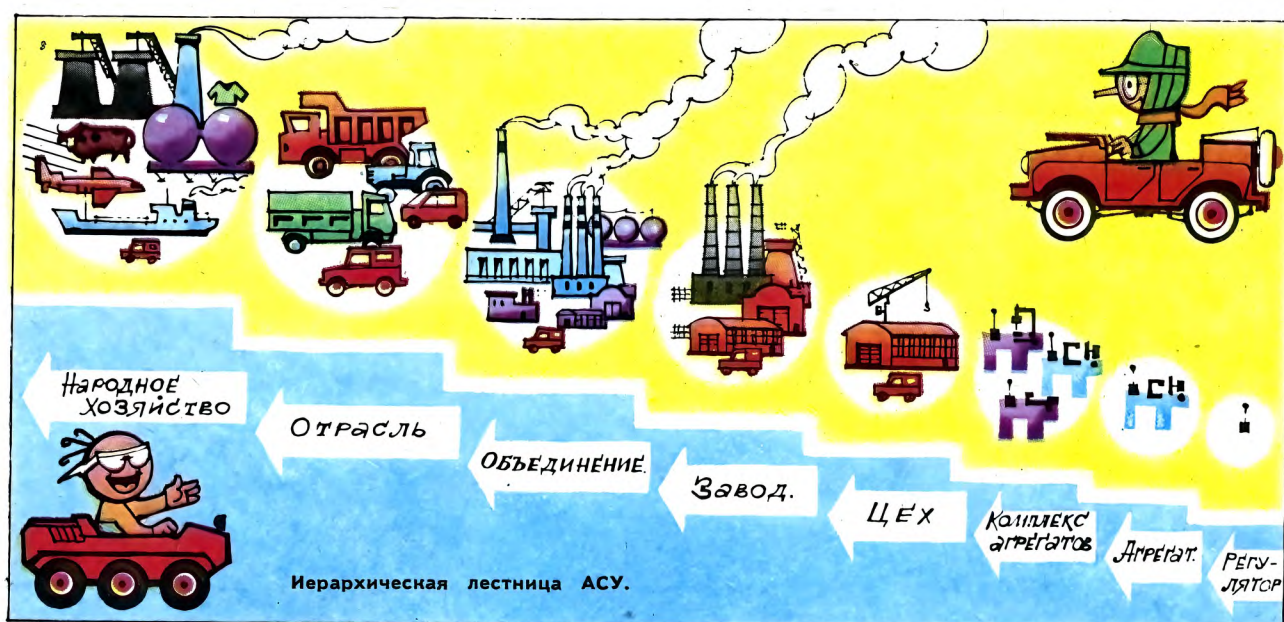 Народное
хозяйство
Отрасль
Объединение.
Завод.
Цех
Комплекс
агрегатов
Агрегат.
Регу-
лятор
Иерархическая лестница АСУ.